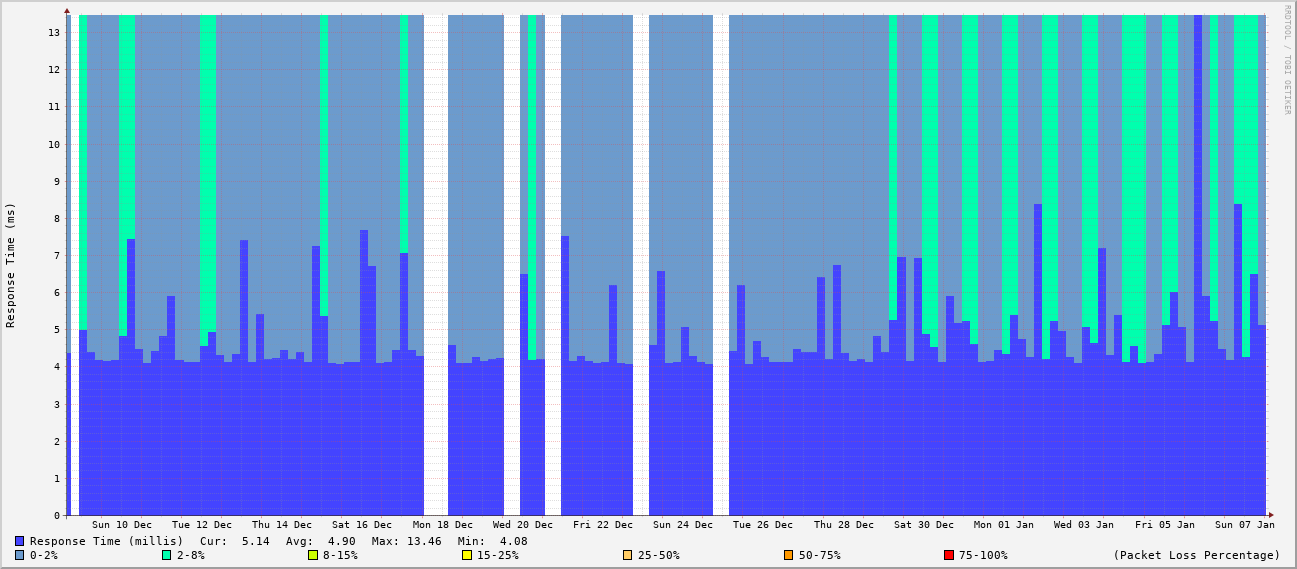 RRDTOOL / TOBI OETIKER
Response Time (ms)
13
12
11
10
9
8
7
6
5
4
3
2
1
0
Sun 10 Dec Tue 12 Dec Thu 14 Dec Sat 16 Dec Mon 18 Dec Wed 20 Dec Fri 22 Dec Sun 24 Dec Tue 26 Dec Thu 28 Dec Sat 30 Dec Mon 01 Jan Wed 03 Jan Fri 05 Jan Sun 07 Jan
Response Time (millis) Cur: 5.14 Avg: 4.90 Max: 13.46 Min: 4.08
0-2% 2-8% 8-15% 15-25% 25-50% 50-75% 75-100% (Packet Loss Percentage)